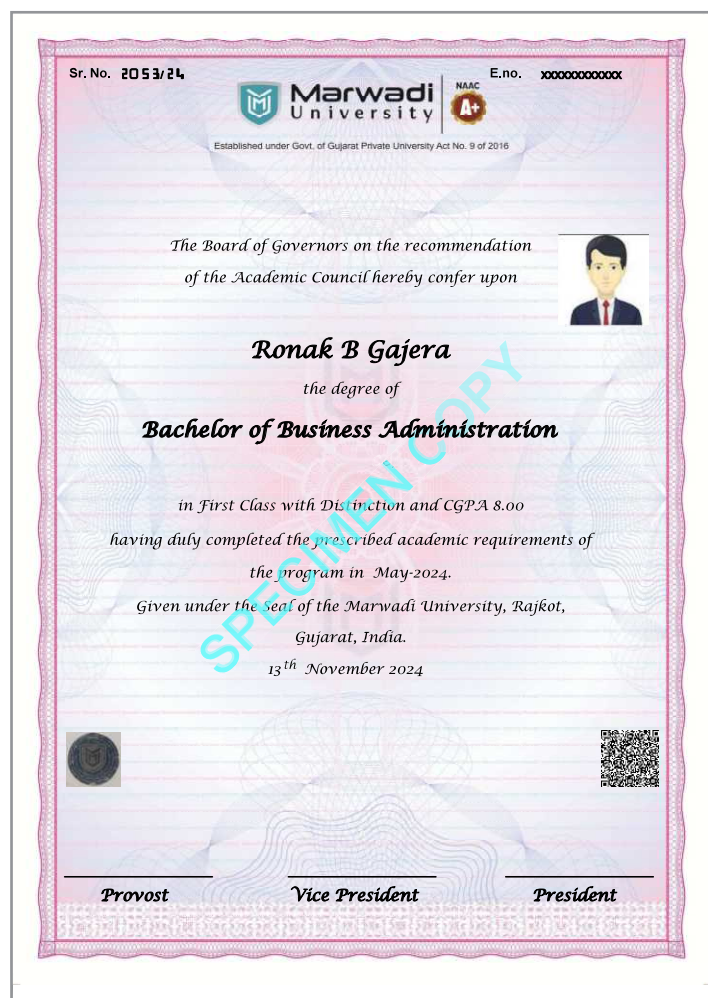 Sr. No. 2053/24
E.no. xxxxxxxxxxxx
Marwadi
University
NAAC
A+
Established under Govt. of Gujarat Private University Act No. 9 of 2016
The Board of Governors on the recommendation
of the Academic Council hereby confer upon
Ronak B Gajera
the degree of
Bachelor of Business Administration
in First Class with Distinction and CGPA 8.00
having duly completed the prescribed academic requirements of
the program in May-2024.
Given under the Seal of the Marwadi University, Rajkot,
Gujarat, India.
13th November 2024
SPECIMEN COPY
Provost
Vice President
President